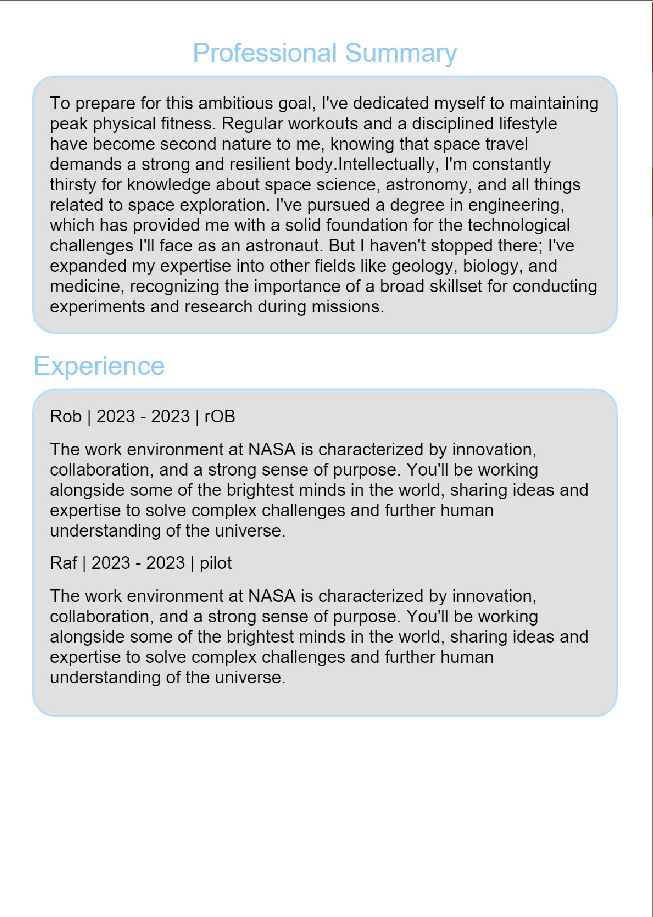 Professional Summary
To prepare for this ambitious goal, I've dedicated myself to maintaining
peak physical fitness. Regular workouts and a disciplined lifestyle
have become second nature to me, knowing that space travel
demands a strong and resilient body.Intellectually, I'm constantly
thirsty for knowledge about space science, astronomy, and all things
related to space exploration. I've pursued a degree in engineering,
which has provided me with a solid foundation for the technological
challenges I'll face as an astronaut. But I haven't stopped there; I've
expanded my expertise into other fields like geology, biology, and
medicine, recognizing the importance of a broad skillset for conducting
experiments and research during missions.
Experience
Rob | 2023 - 2023 | rOB
The work environment at NASA is characterized by innovation,
collaboration, and a strong sense of purpose. You'll be working
alongside some of the brightest minds in the world, sharing ideas and
expertise to solve complex challenges and further human
understanding of the universe.
Raf | 2023 - 2023 | pilot
The work environment at NASA is characterized by innovation,
collaboration, and a strong sense of purpose. You'll be working
alongside some of the brightest minds in the world, sharing ideas and
expertise to solve complex challenges and further human
understanding of the universe.